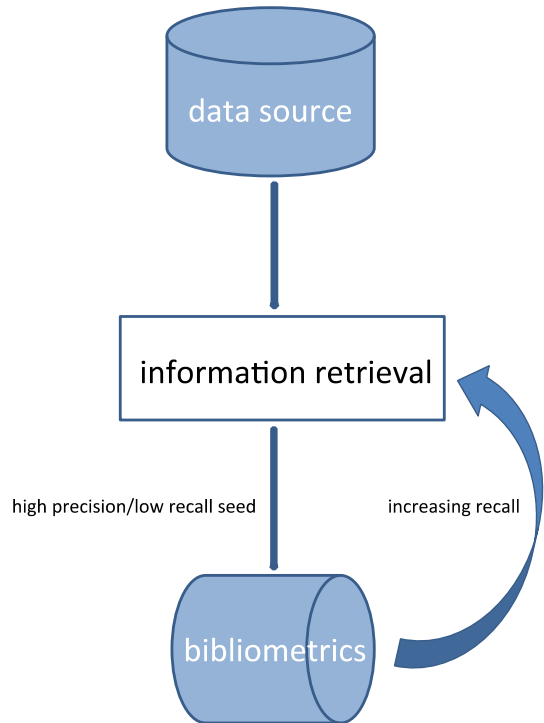 data source
information retrieval
high precision/low recall seed
increasing recall
bibliometrics